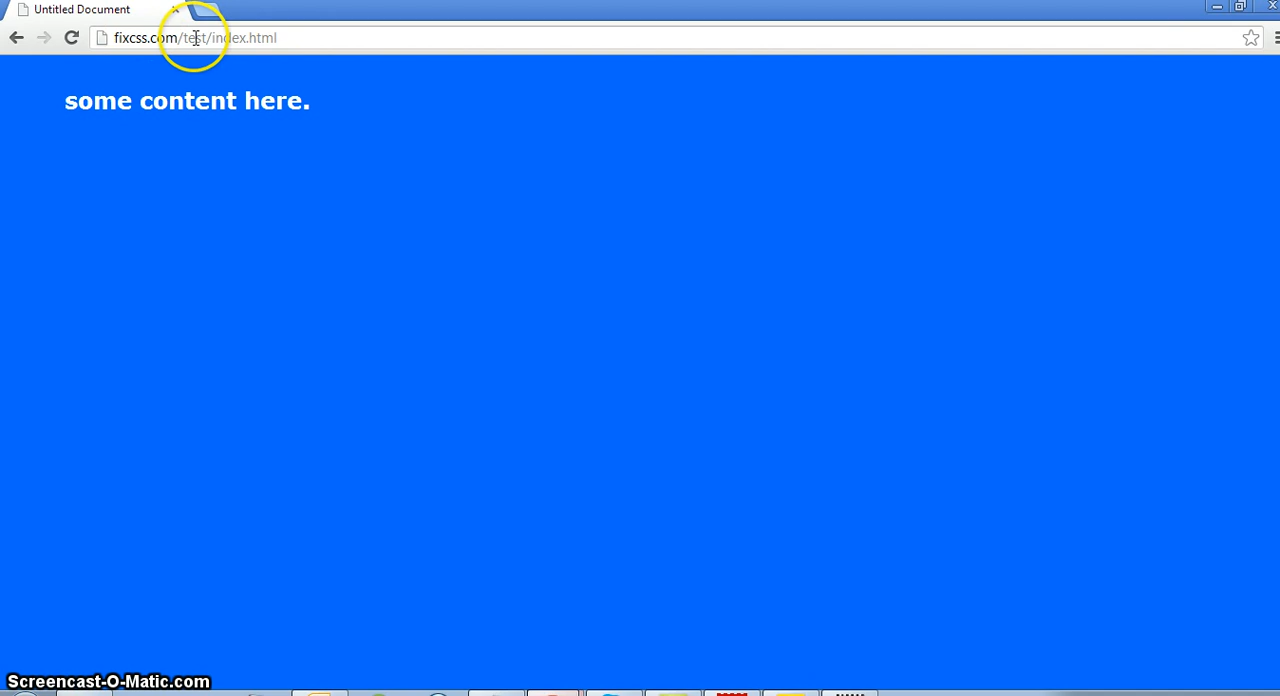 Untitled Document
fixcss.com/test/index.html
some content here.
Screencast-O-Matic.com